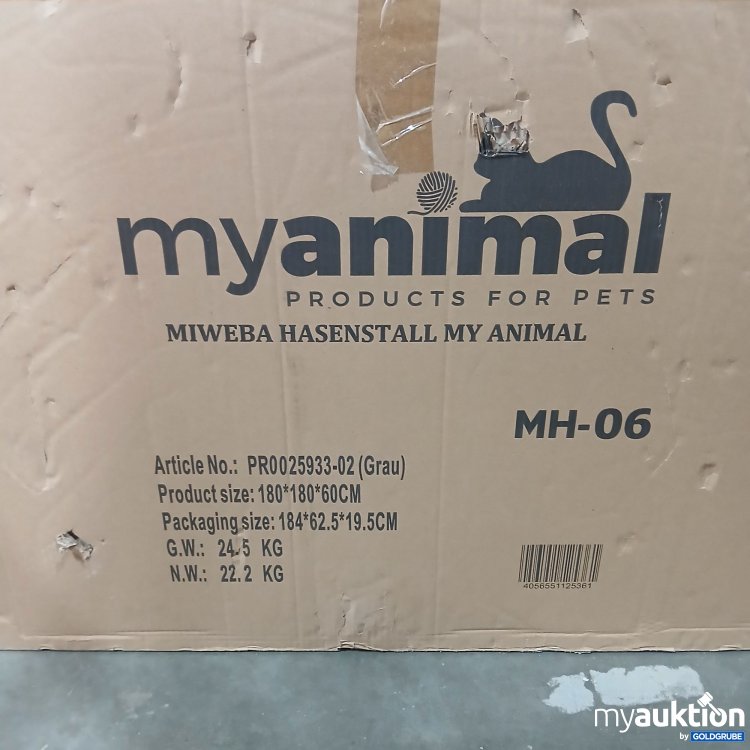 myanimal
PRODUCTS FOR PETS
MIWEBA HASENSTALL MY ANIMAL
MH-06
Article No.: PR0025933-02 (Grau)
Product size: 180*180*60CM
Packaging size: 184*62.5*19.5CM
G.W.: 24.5 KG
N.W.: 22.2 KG
4056551125361
myauktion
by GOLDGRUBE